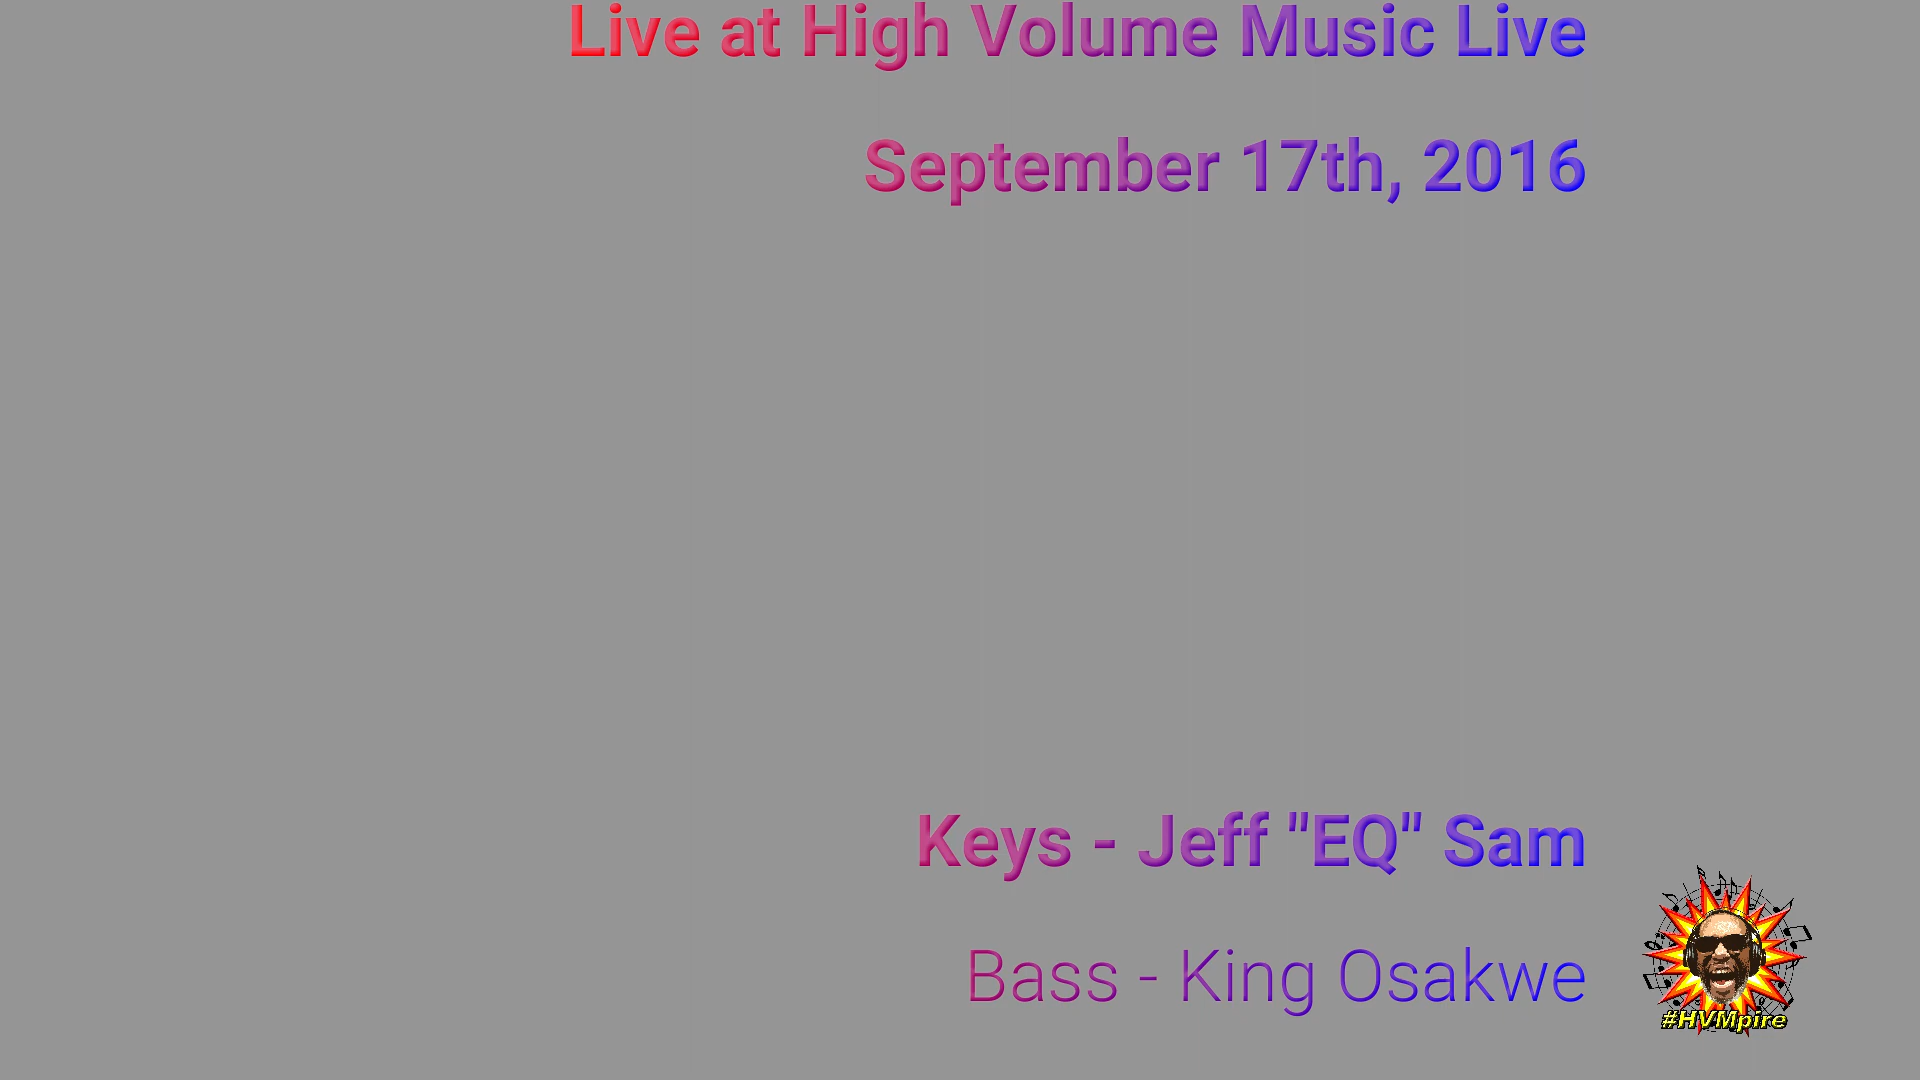 Live at High Volume Music Live
September 17th, 2016
Keys - Jeff "EQ" Sam
Bass - King Osakwe
#HVMpire